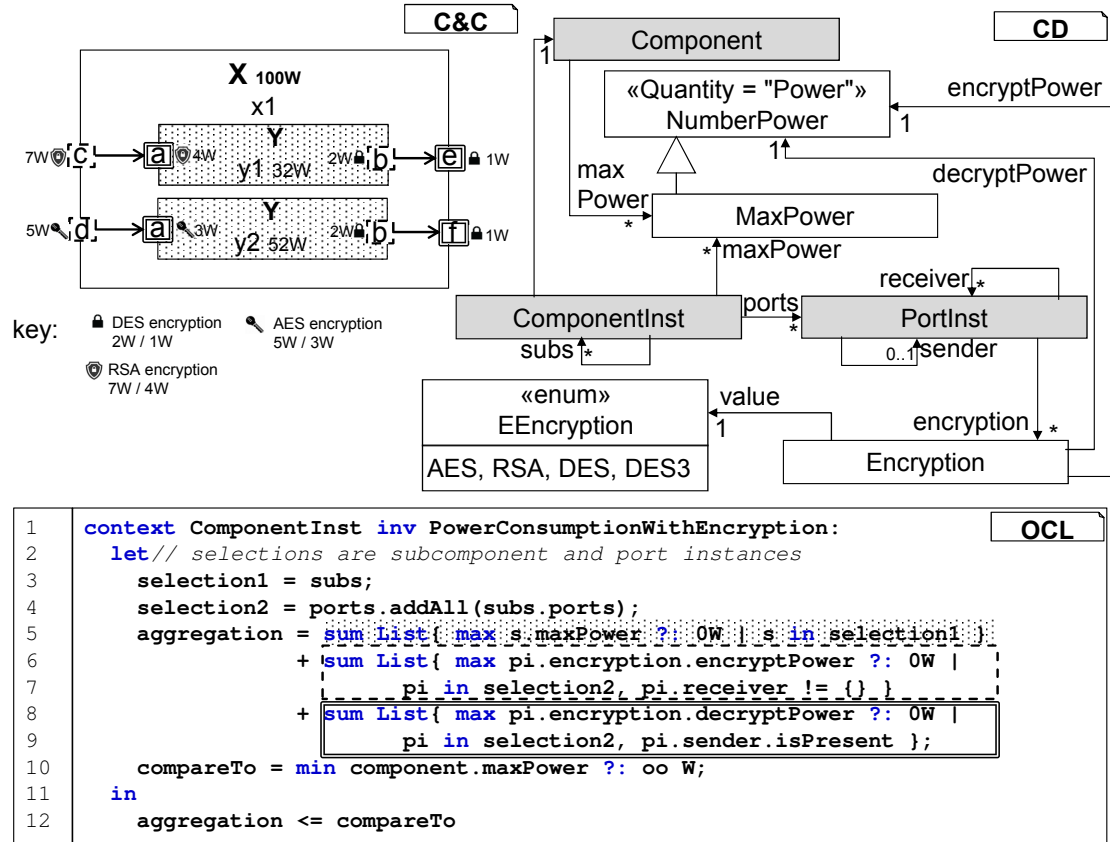 C&C
X 100W
x1
Y
7W c a 4W 2W b e 1W
y1 32W
Y
5W d a 3W 2W b f 1W
y2 52W
key:
DES encryption
2W / 1W
AES encryption
5W / 3W
RSA encryption
7W / 4W
CD
Component
1
«Quantity = "Power"»
NumberPower
encryptPower
1
1
decryptPower
max
Power
*
MaxPower
* maxPower
receiver *
ComponentInst
ports
*
PortInst
subs *
0..1 sender
«enum»
EEncryption
AES, RSA, DES, DES3
value
1
encryption *
Encryption
OCL
1 context ComponentInst inv PowerConsumptionWithEncryption:
2 let// selections are subcomponent and port instances
3 selection1 = subs;
4 selection2 = ports.addAll(subs.ports);
5 aggregation = sum List{ max s.maxPower ?: 0W | s in selection1 }
6 + sum List{ max pi.encryption.encryptPower ?: 0W |
7 pi in selection2, pi.receiver != {} }
8 + sum List{ max pi.encryption.decryptPower ?: 0W |
9 pi in selection2, pi.sender.isPresent };
10 compareTo = min component.maxPower ?: oo W;
11 in
12 aggregation <= compareTo